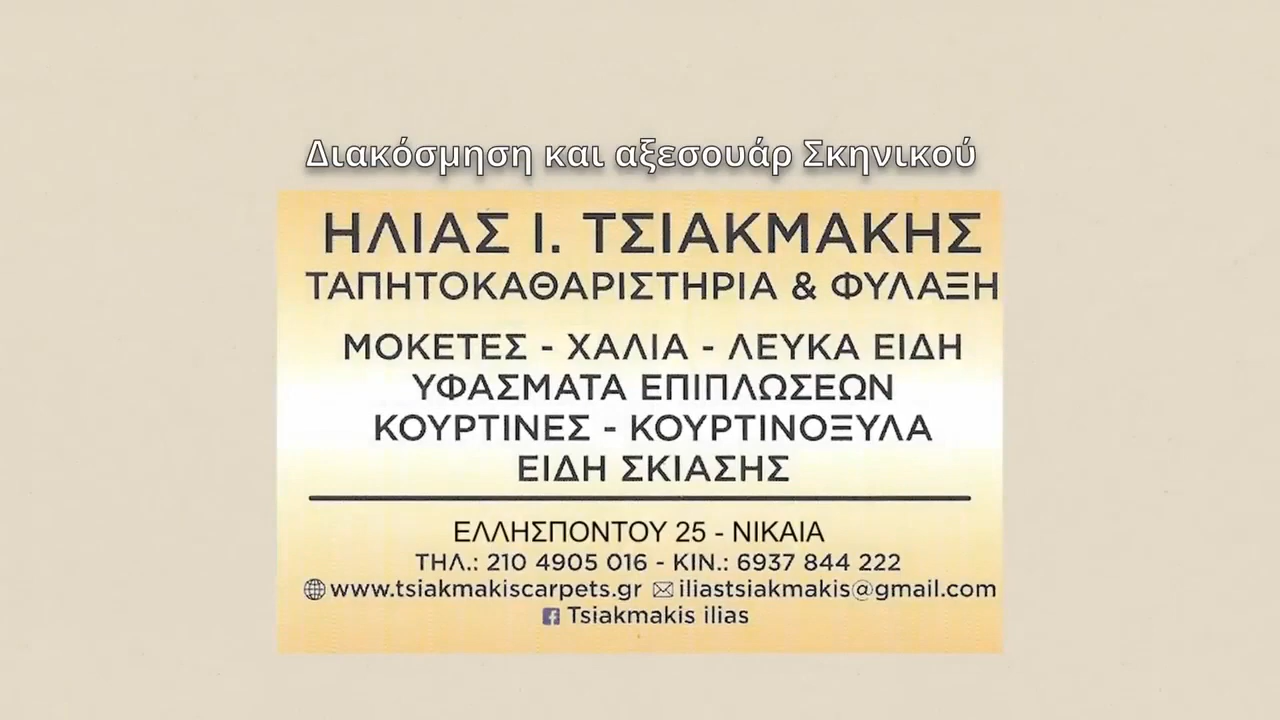 Διακόσμηση και αξεσουάρ Σκηνικού
ΗΛΙΑΣ Ι. ΤΣΙΑΚΜΑΚΗΣ
ΤΑΠΗΤΟΚΑΘΑΡΙΣΤΗΡΙΑ & ΦΥΛΑΞΗ
ΜΟΚΕΤΕΣ - ΧΑΛΙΑ - ΛΕΥΚΑ ΕΙΔΗ
ΥΦΑΣΜΑΤΑ ΕΠΙΠΛΩΣΕΩΝ
ΚΟΥΡΤΙΝΕΣ - ΚΟΥΡΤΙΝΟΞΥΛΑ
ΕΙΔΗ ΣΚΙΑΣΗΣ
ΕΛΛΗΣΠΟΝΤΟΥ 25 - ΝΙΚΑΙΑ
ΤΗΛ.: 210 4905 016 - ΚΙΝ.: 6937 844 222
www.tsiakmakiscarpets.gr iliastsiakmakis@gmail.com
Tsiakmakis ilias